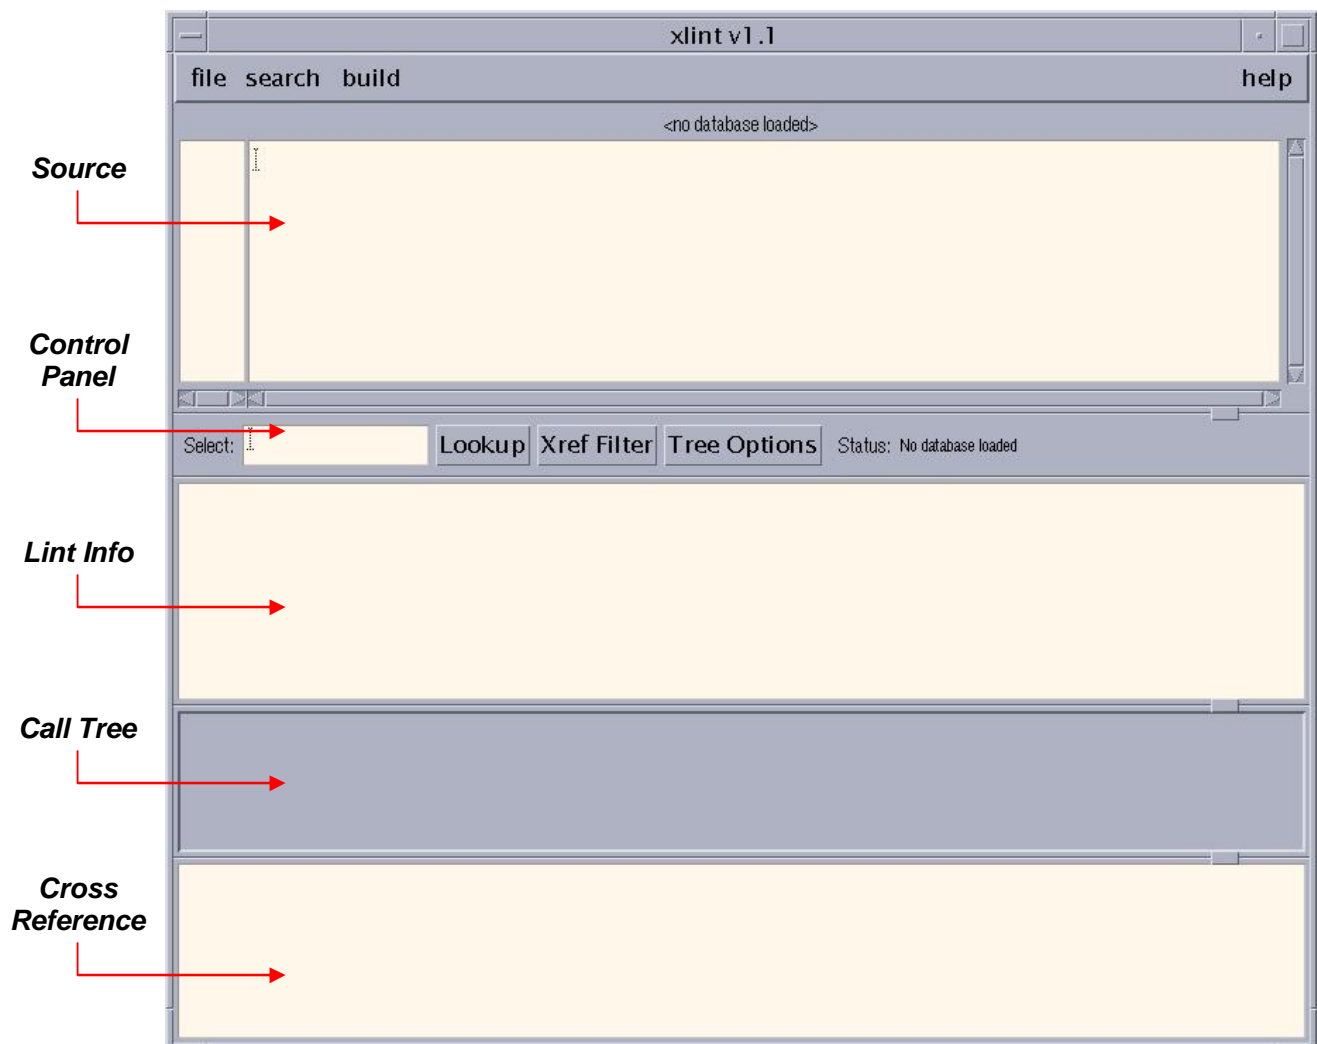 xlint v1.1
file search build help
<no database loaded>
Source
Control
Panel
Select: Lookup Xref Filter Tree Options Status: No database loaded
Lint Info
Call Tree
Cross
Reference